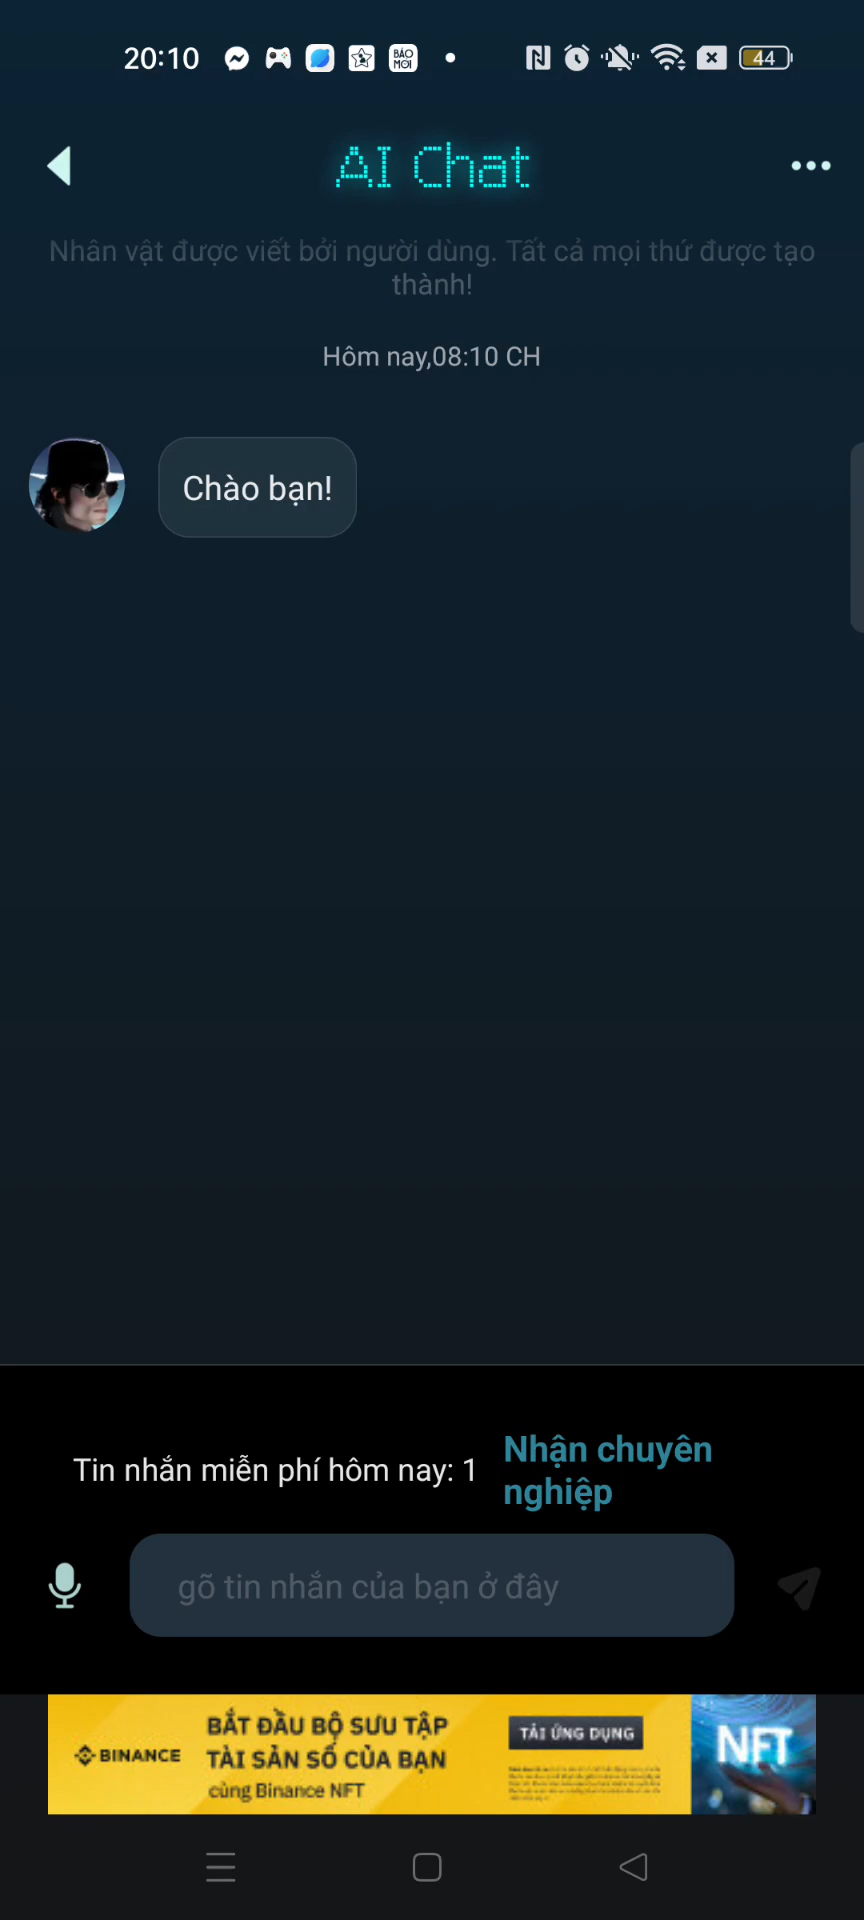 20:10
BÁO
MỚI
44
AI Chat
Nhân vật được viết bởi người dùng. Tất cả mọi thứ được tạo
thành!
Hôm nay,08:10 CH
Chào bạn!
Tin nhắn miễn phí hôm nay: 1
Nhận chuyên
nghiệp
gõ tin nhắn của bạn ở đây
BINANCE
BẮT ĐẦU BỘ SƯU TẬP
TÀI SẢN SỐ CỦA BẠN
cùng Binance NFT
TẢI ỨNG DỤNG
NFT